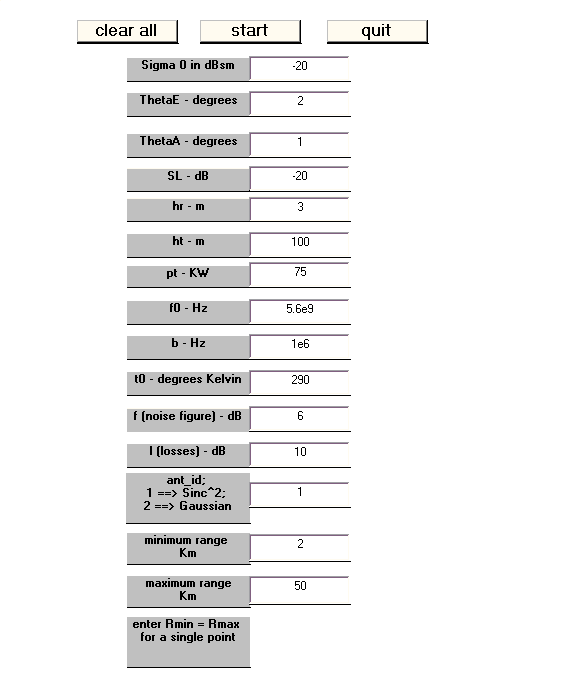 clear all start quit
Sigma 0 in dBsm -20
ThetaE - degrees 2
ThetaA - degrees 1
SL - dB -20
hr - m 3
ht - m 100
pt - KW 75
f0 - Hz 5.6e9
b - Hz 1e6
t0 - degrees Kelvin 290
f (noise figure) - dB 6
l (losses) - dB 10
ant_id;
1 ==> Sinc^2; 1
2 ==> Gaussian
minimum range 2
Km
maximum range 50
Km
enter Rmin = Rmax
for a single point